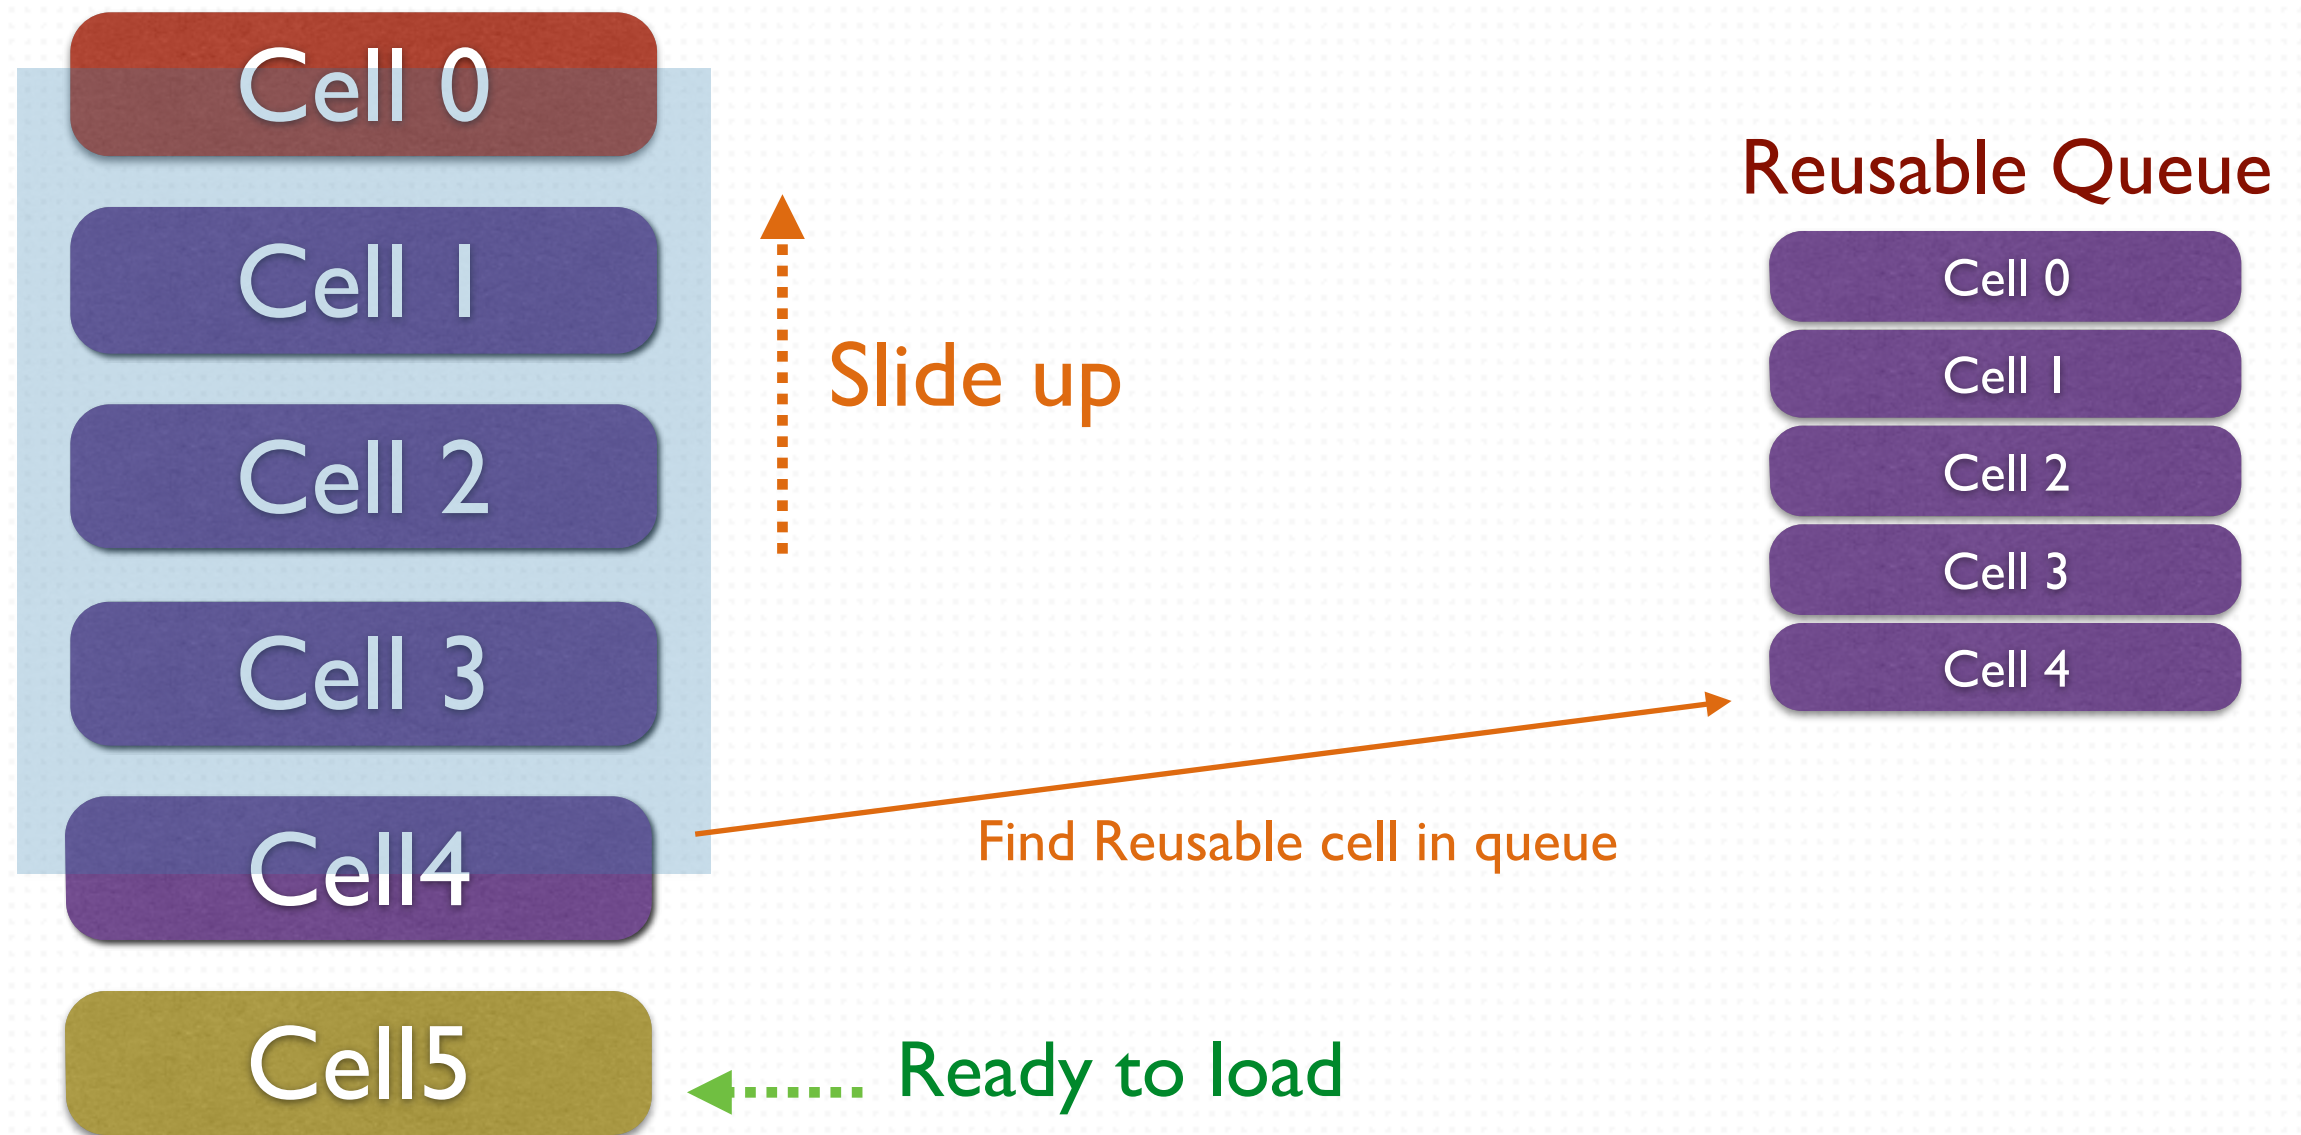 Cell 0
Cell 1
Cell 2
Cell 3
Cell4
Cell5
Slide up
Find Reusable cell in queue
Ready to load
Reusable Queue
Cell 0
Cell 1
Cell 2
Cell 3
Cell 4